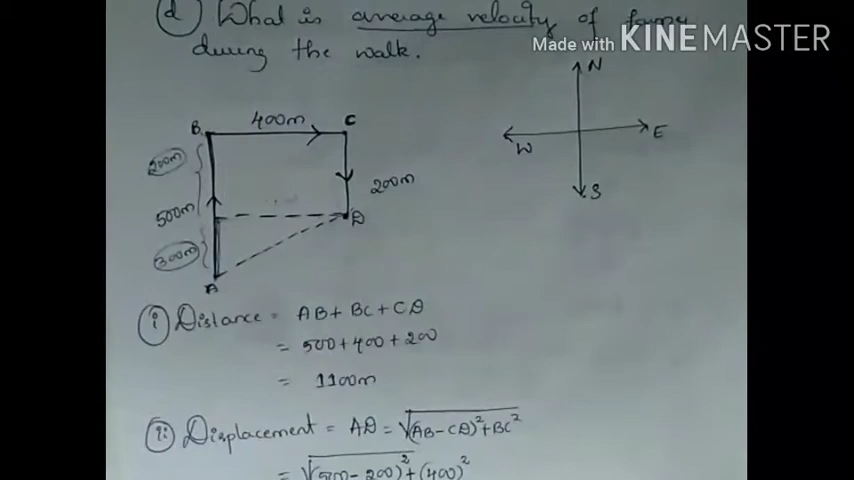 d What is average velocity of
during the walk.
Made with KINEMASTER
N
W
E
S
B
400m
C
200m
500m
200m
D
300m
A
i Distance = AB + BC + CD
= 500 + 400 + 200
= 1100m
ii Displacement = AD = √(AB-CD)²+BC²
= √(500-200)²+(400)²